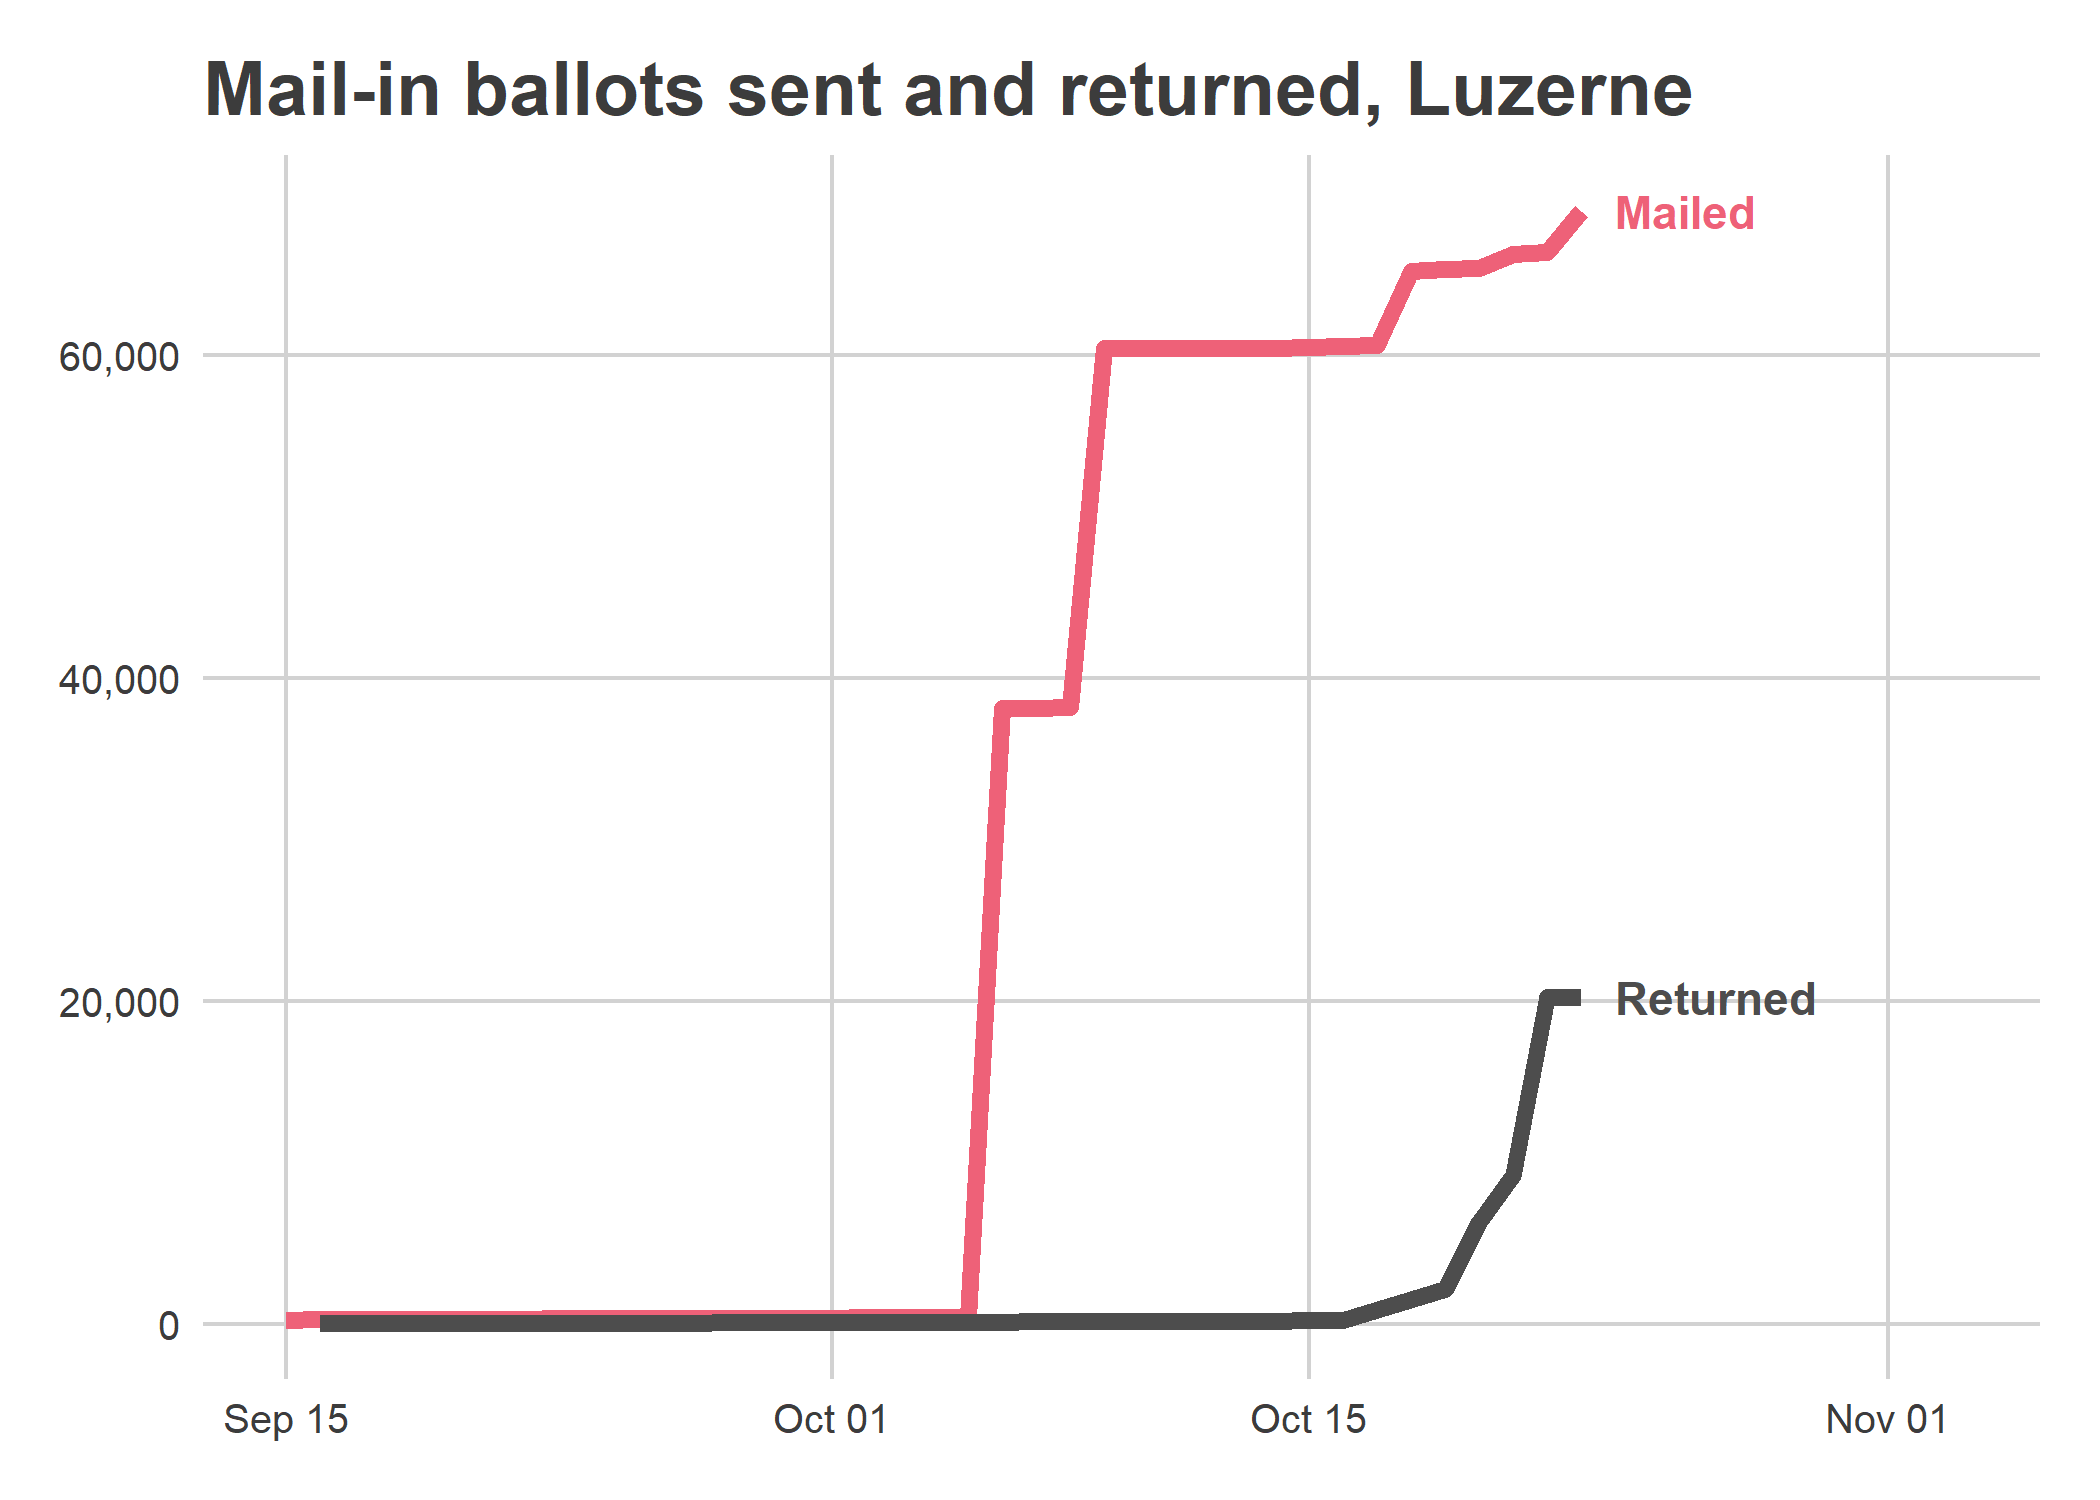 Mail-in ballots sent and returned, Luzerne
Mailed
60,000
40,000
20,000
Returned
0
Sep 15
Oct 01
Oct 15
Nov 01